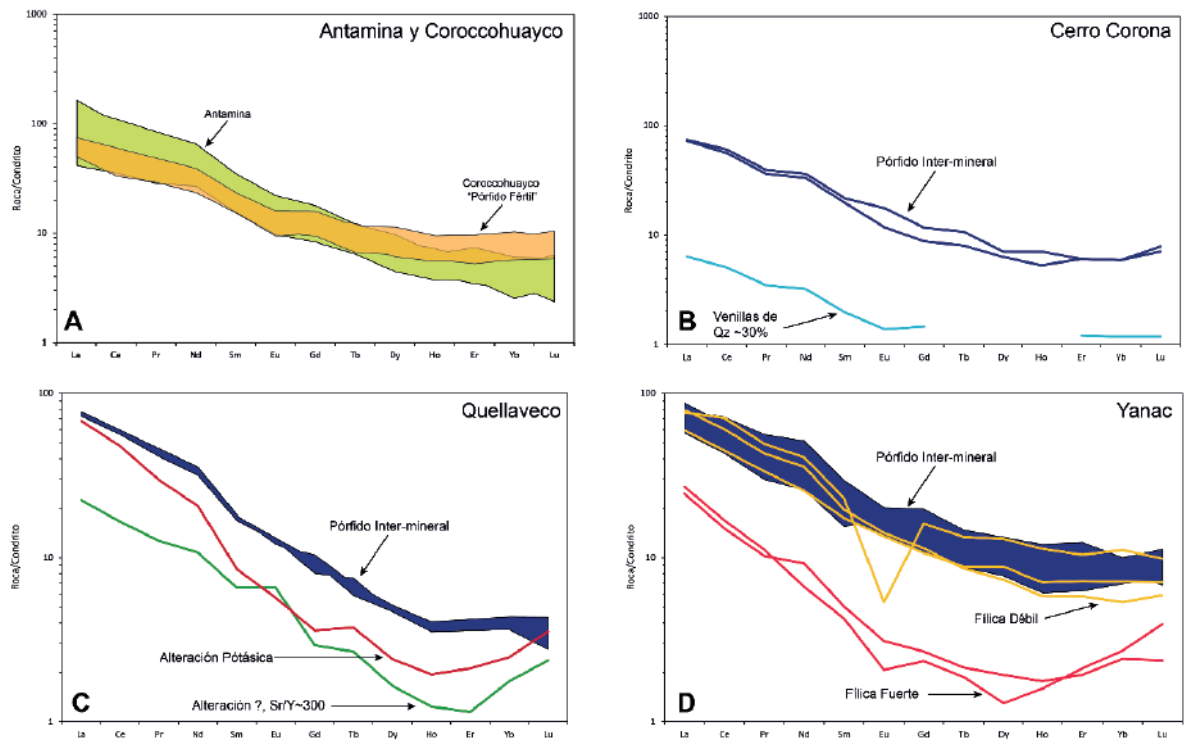 Antamina y Coroccohuayco
1000
100
10
1
Roca/Condrito
Antamina
Coroccohuayco
"Pórfido Fértil"
A
La Ce Pr Nd Sm Eu Gd Tb Dy Ho Er Yb Lu
Cerro Corona
1000
100
10
1
Roca/Condrito
Pórfido Inter-mineral
Venillas de
Qz ~30%
B
La Ce Pr Nd Sm Eu Gd Tb Dy Ho Er Yb Lu
Quellaveco
100
10
1
Roca/Condrito
Pórfido Inter-mineral
Alteración Pótásica
Alteración ?, Sr/Y~300
C
La Ce Pr Nd Sm Eu Gd Tb Dy Ho Er Yb Lu
Yanac
100
10
1
Roca/Condrito
Pórfido Inter-mineral
Fílica Débil
Fílica Fuerte
D
La Ce Pr Nd Sm Eu Gd Tb Dy Ho Er Yb Lu